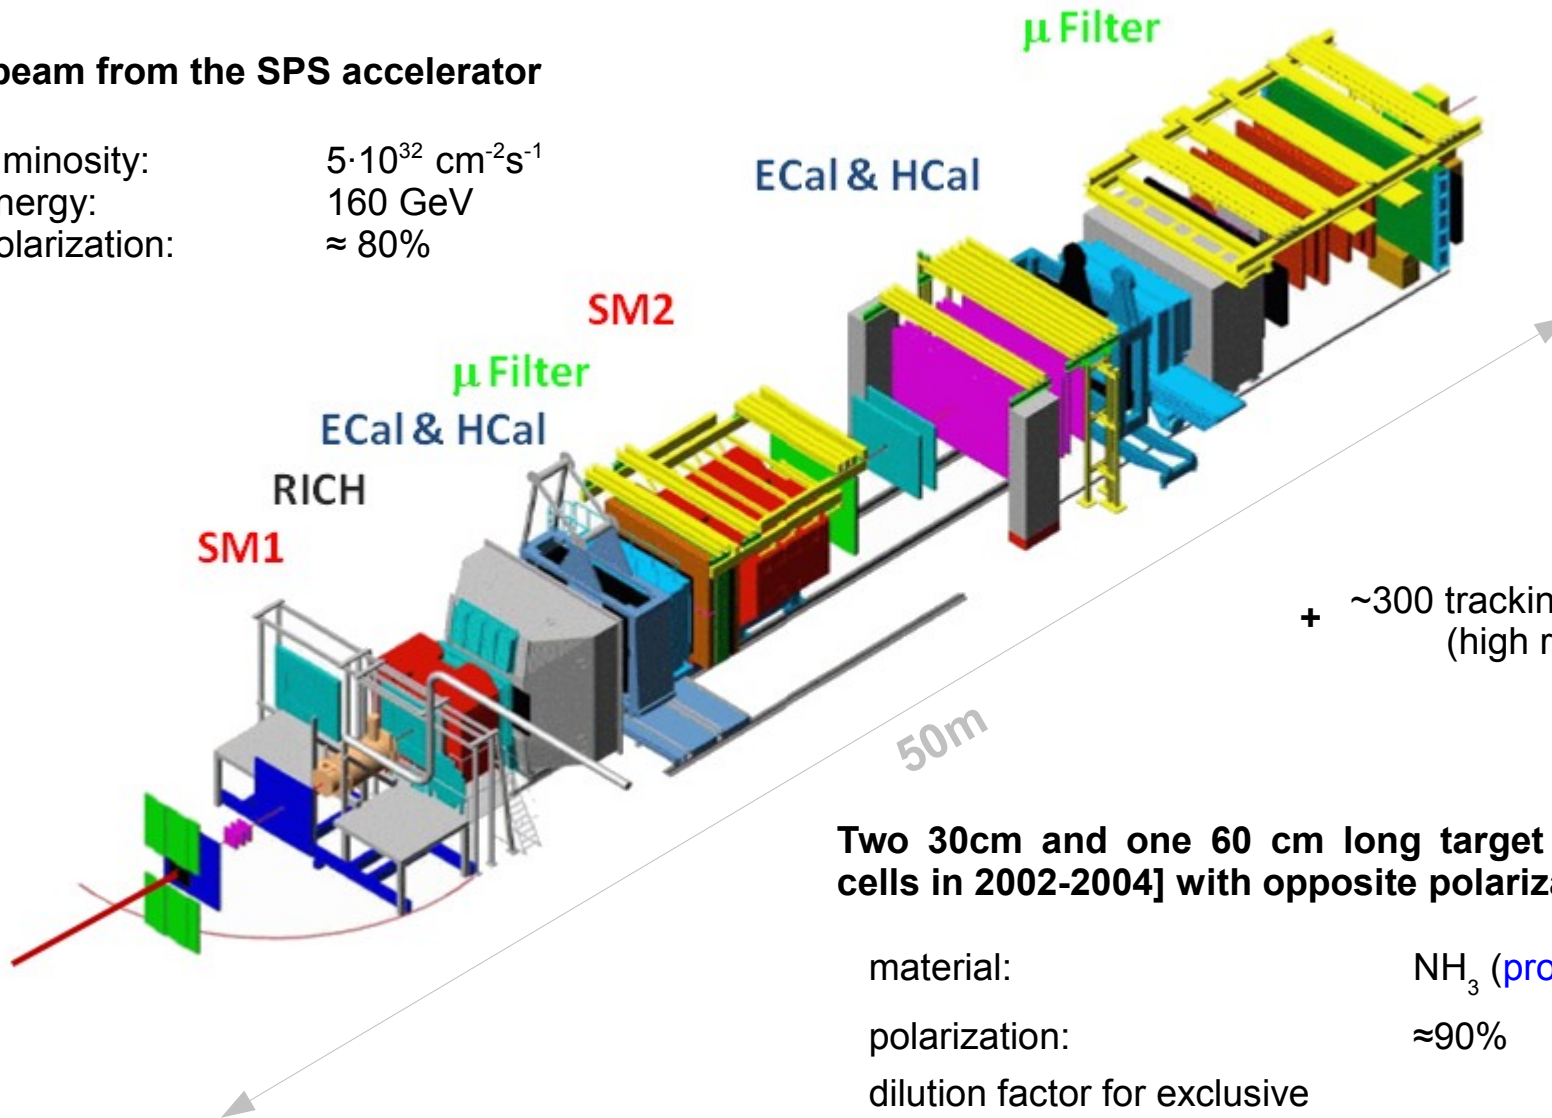 μ Filter
beam from the SPS accelerator
minosity: 5·10³² cm⁻²s⁻¹
nergy: 160 GeV
olarization: ≈ 80%
ECal & HCal
SM2
μ Filter
ECal & HCal
RICH
SM1
+ ~300 trackin
(high r
50m
Two 30cm and one 60 cm long target
cells in 2002-2004] with opposite polariza
material: NH₃ (pro
polarization: ≈90%
dilution factor for exclusive